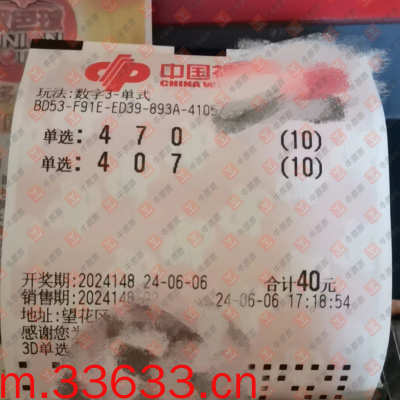 中国
CHINA W
玩法:数字3-单式
BD53-F91E-ED39-893A-4105
单选:4 7 0 (10)
单选:4 0 7 (10)
开奖期:2024148 24-06-06 合计40元
销售期:2024148 24-06-06 17:18:54
地址:望花区
感谢您
3D单选
m.33633.cn